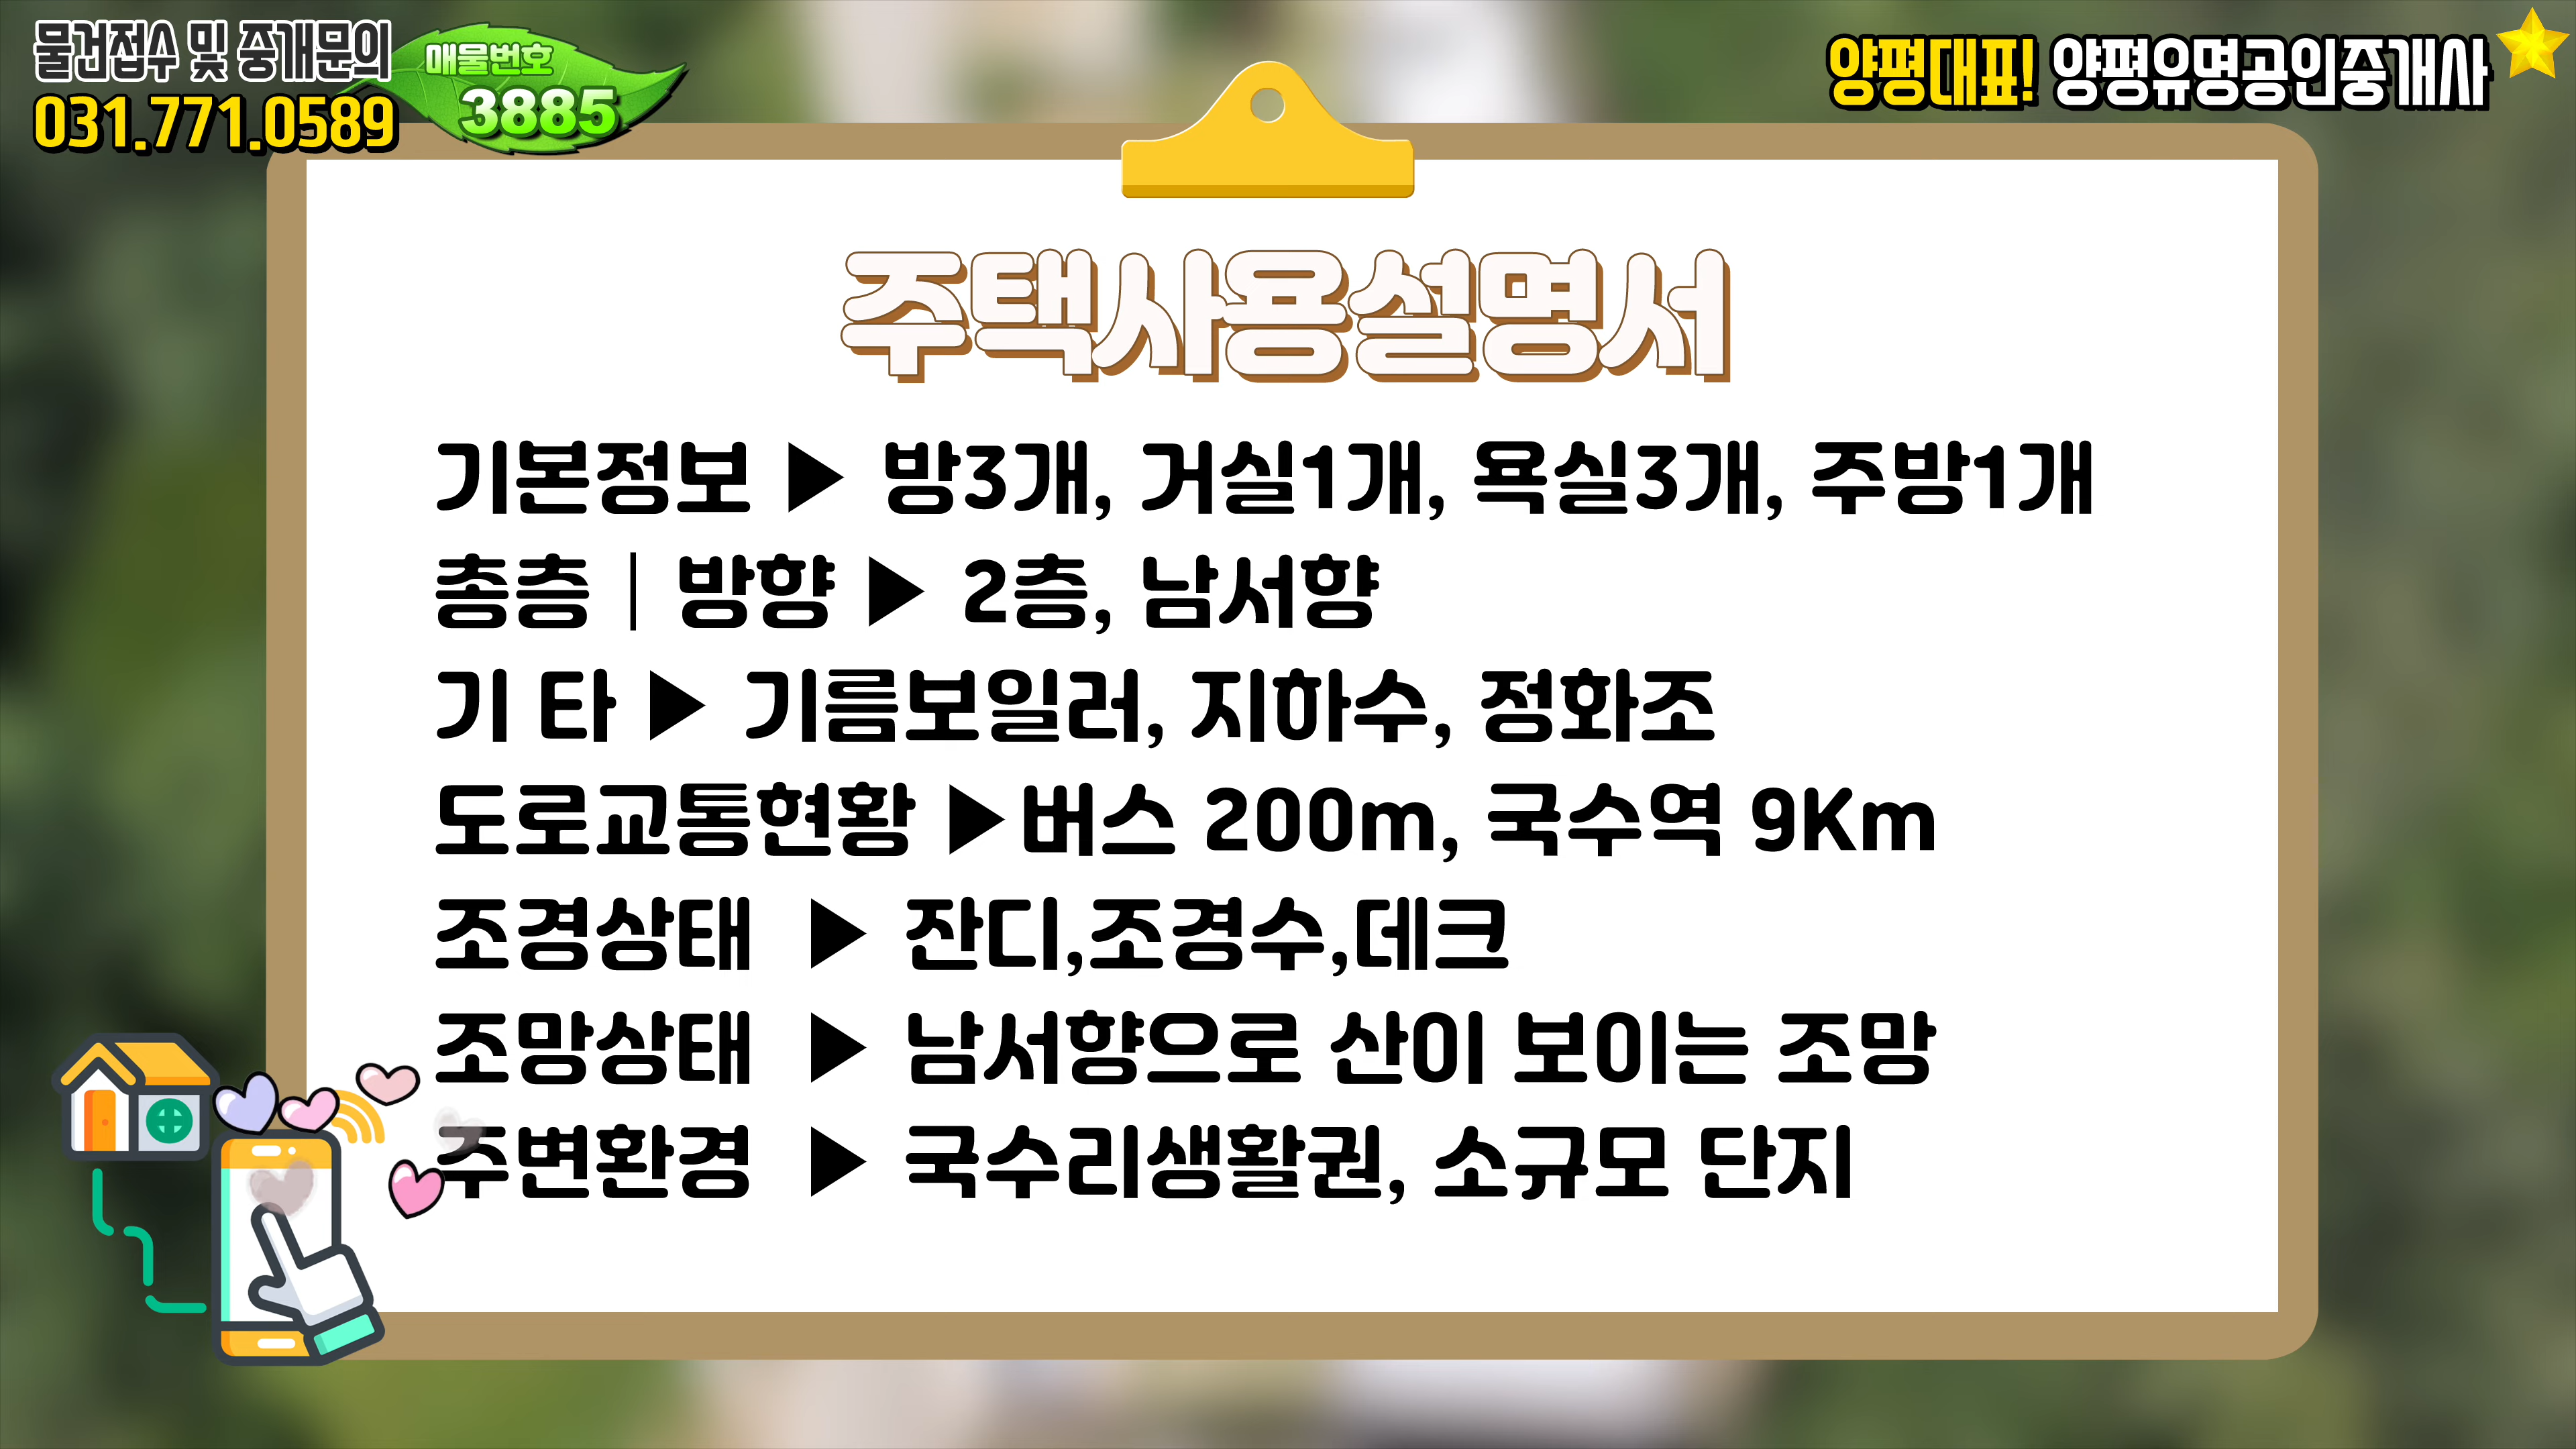 물건접수 및 중개문의
031.771.0589
매물번호
3885
양평대표! 양평유명공인중개사
주택사용설명서
기본정보 ▶ 방3개, 거실1개, 욕실3개, 주방1개
총층│방향 ▶ 2층, 남서향
기 타 ▶ 기름보일러, 지하수, 정화조
도로교통현황 ▶버스 200m, 국수역 9Km
조경상태 ▶ 잔디,조경수,데크
조망상태 ▶ 남서향으로 산이 보이는 조망
주변환경 ▶ 국수리생활권, 소규모 단지